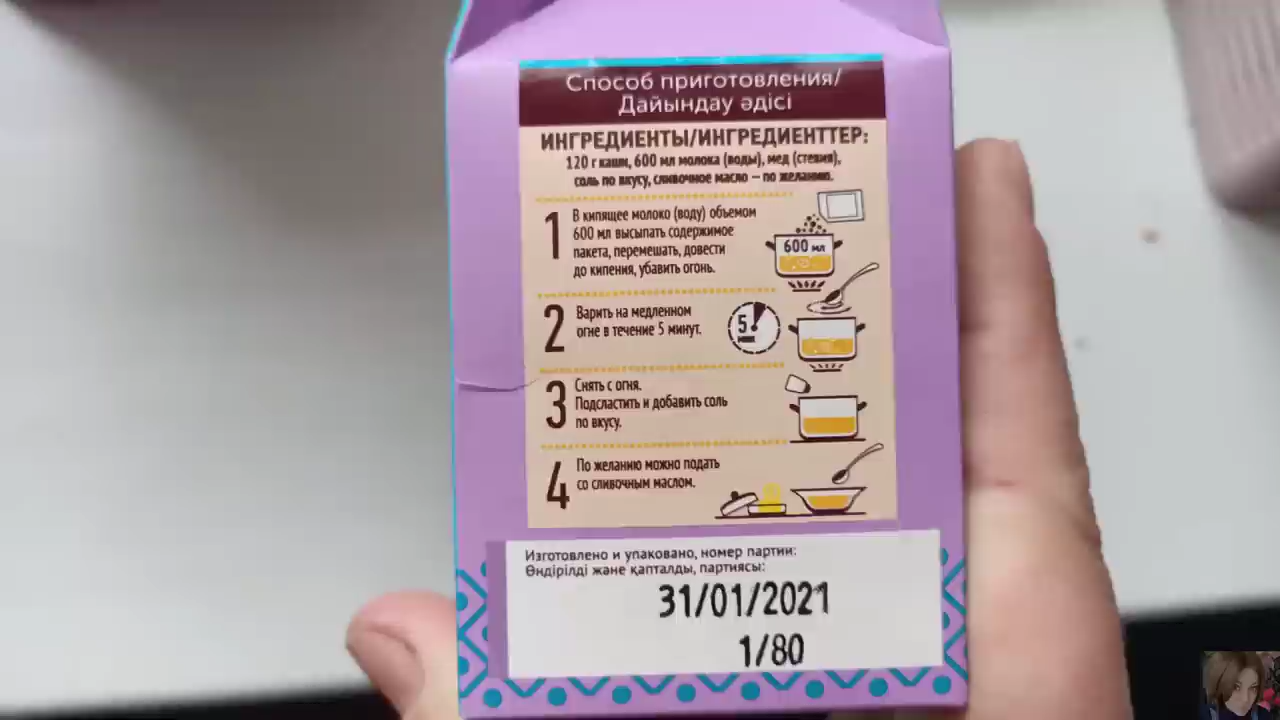 Способ приготовления/
Дайындау әдісі
ИНГРЕДИЕНТЫ/ИНГРЕДИЕНТТЕР:
120 г каши, 600 мл молока (воды), мед (стевия),
соль по вкусу, сливочное масло – по желанию.
1
В кипящее молоко (воду) объемом
600 мл высыпать содержимое
пакета, перемешать, довести
до кипения, убавить огонь.
600 мл
2
Варить на медленном
огне в течение 5 минут.
5
мин
3
Снять с огня.
Подсластить и добавить соль
по вкусу.
4
По желанию можно подать
со сливочным маслом.
Изготовлено и упаковано, номер партии:
Өндірілді және қапталды, партиясы:
31/01/2021
1/80